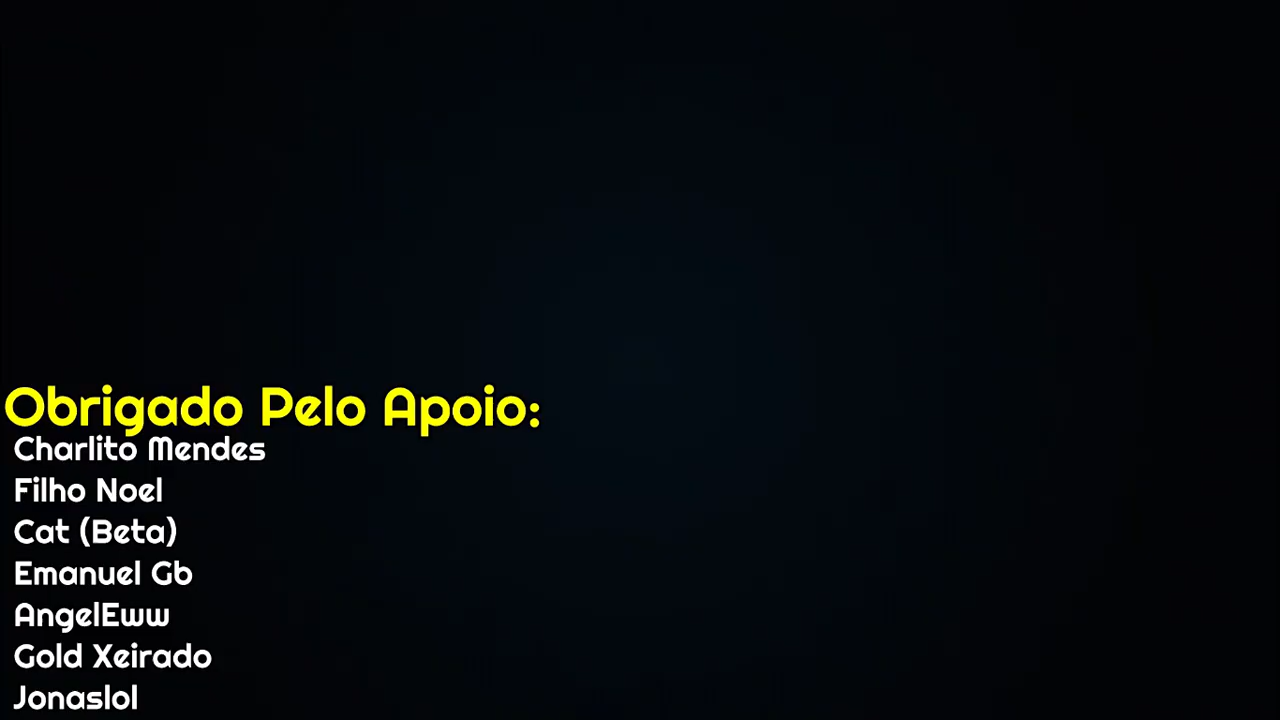 Obrigado Pelo Apoio:
Charlito Mendes
Filho Noel
Cat (Beta)
Emanuel Gb
AngelEww
Gold Xeirado
Jonaslol